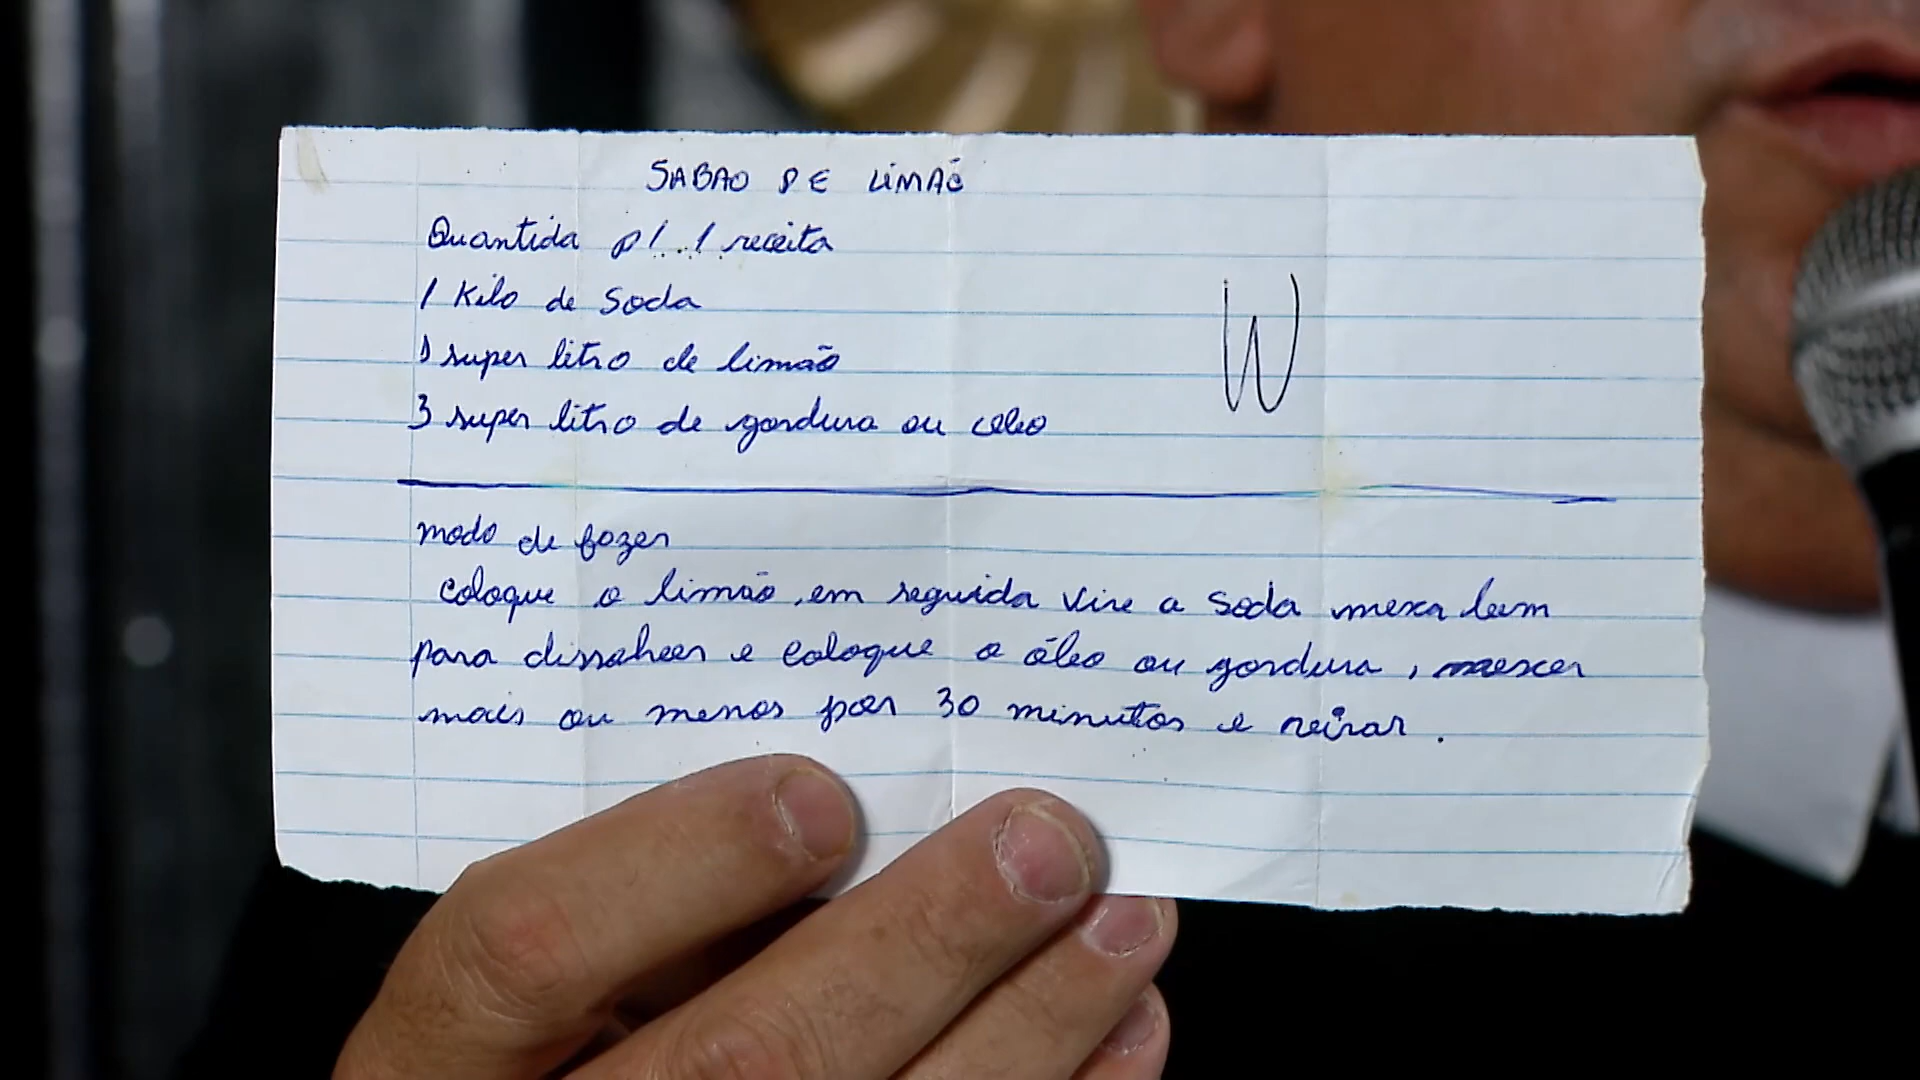 SABAO DE LIMÃO
Quantida p/ 1 receita
1 Kilo de Soda
1 super litro de limão
3 super litro de gordura ou oleo
W
modo de fazer
coloque o limão, em seguida vire a soda mexa bem
para dissolver e coloque o óleo ou gordura, mexer
mais ou menos por 30 minutos e